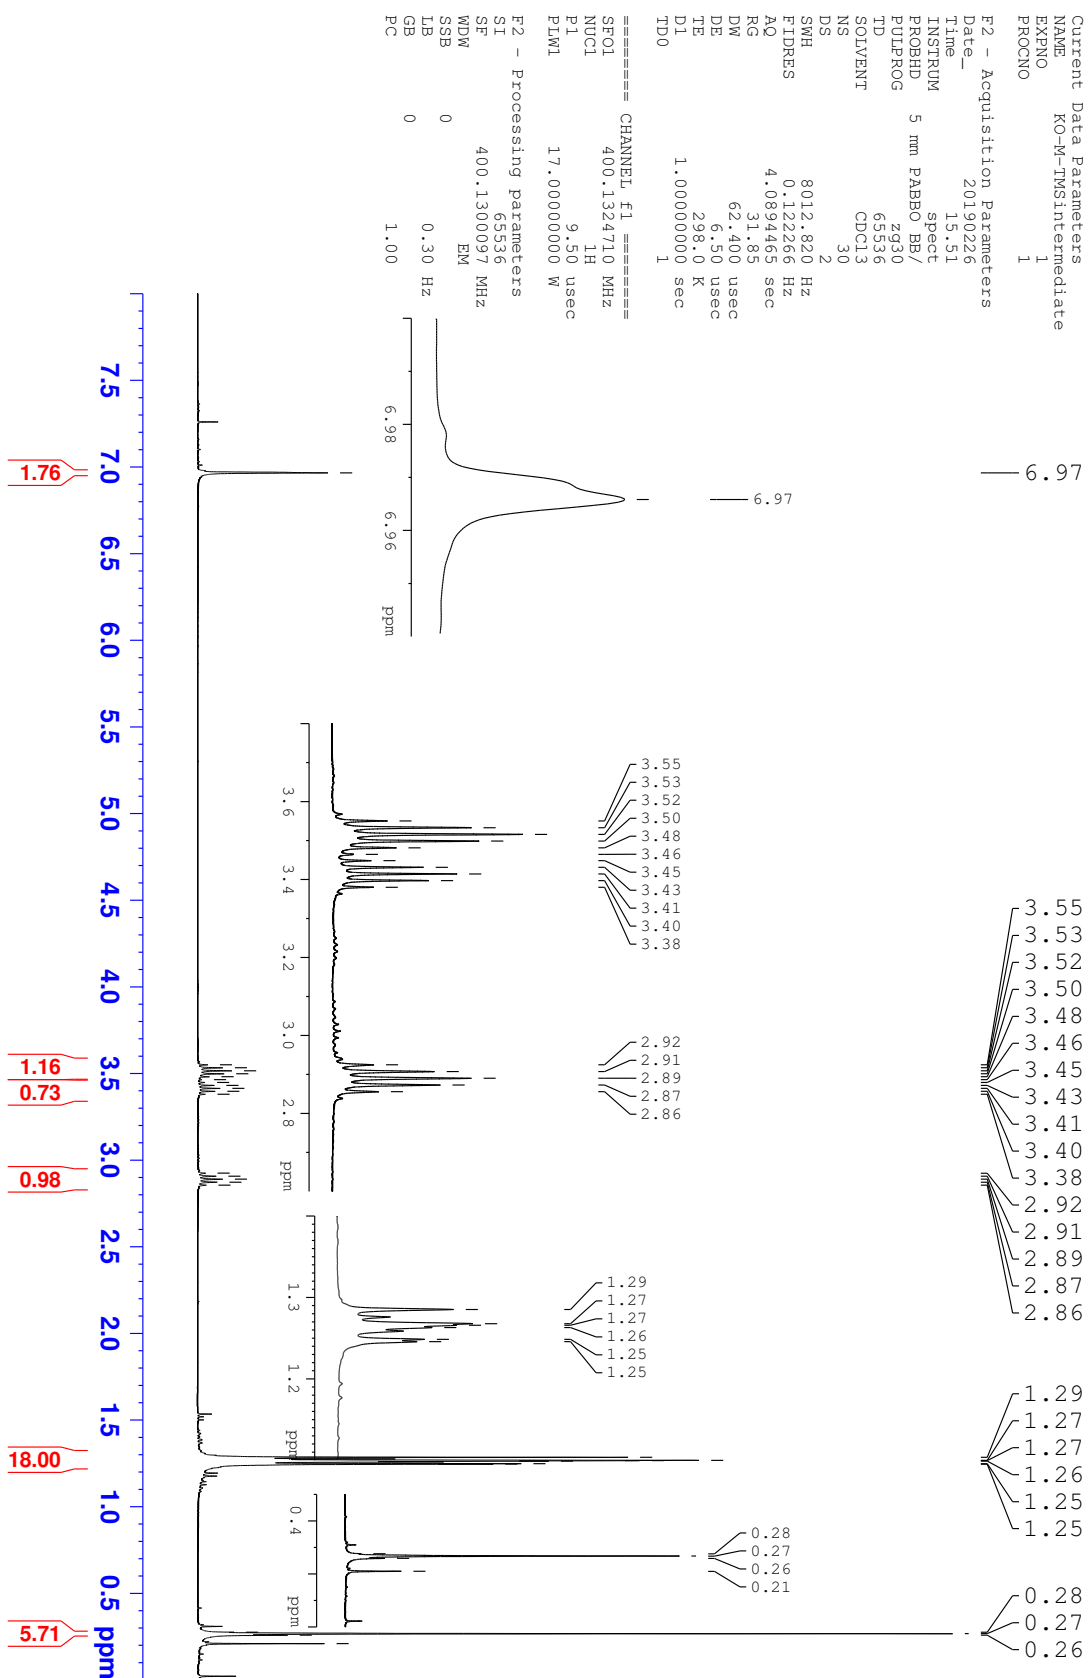 Current Data Parameters
NAME KO-M-TMSintermediate
EXPNO 1
PROCNO 1
F2 - Acquisition Parameters
Date_ 20190226
Time 15.51
INSTRUM spect
PROBHD 5 mm PABBO BB/
PULPROG zg30
TD 65536
SOLVENT CDCl3
NS 30
DS 2
SWH 8012.820 Hz
FIDRES 0.122266 Hz
AQ 4.0894465 sec
RG 31.85
DW 62.400 usec
DE 6.50 usec
TE 298.0 K
D1 1.00000000 sec
TD0 1
======== CHANNEL f1 ========
SFO1 400.1324710 MHz
NUC1 1H
P1 9.50 usec
PLW1 17.00000000 W
F2 - Processing parameters
SI 65536
SF 400.1300097 MHz
WDW EM
SSB 0
LB 0.30 Hz
GB 0
PC 1.00
6.97
3.55
3.53
3.52
3.50
3.48
3.46
3.45
3.43
3.41
3.40
3.38
2.92
2.91
2.89
2.87
2.86
1.29
1.27
1.27
1.26
1.25
1.25
0.28
0.27
0.26
6.97
6.98 6.96 ppm
3.55
3.53
3.52
3.50
3.48
3.46
3.45
3.43
3.41
3.40
3.38
2.92
2.91
2.89
2.87
2.86
3.6 3.4 3.2 3.0 2.8 ppm
1.29
1.27
1.27
1.26
1.25
1.25
1.3 1.2 ppm
0.28
0.27
0.26
0.21
0.4 ppm
7.5 7.0 6.5 6.0 5.5 5.0 4.5 4.0 3.5 3.0 2.5 2.0 1.5 1.0 0.5 ppm
1.76 1.16 0.73 0.98 18.00 5.71